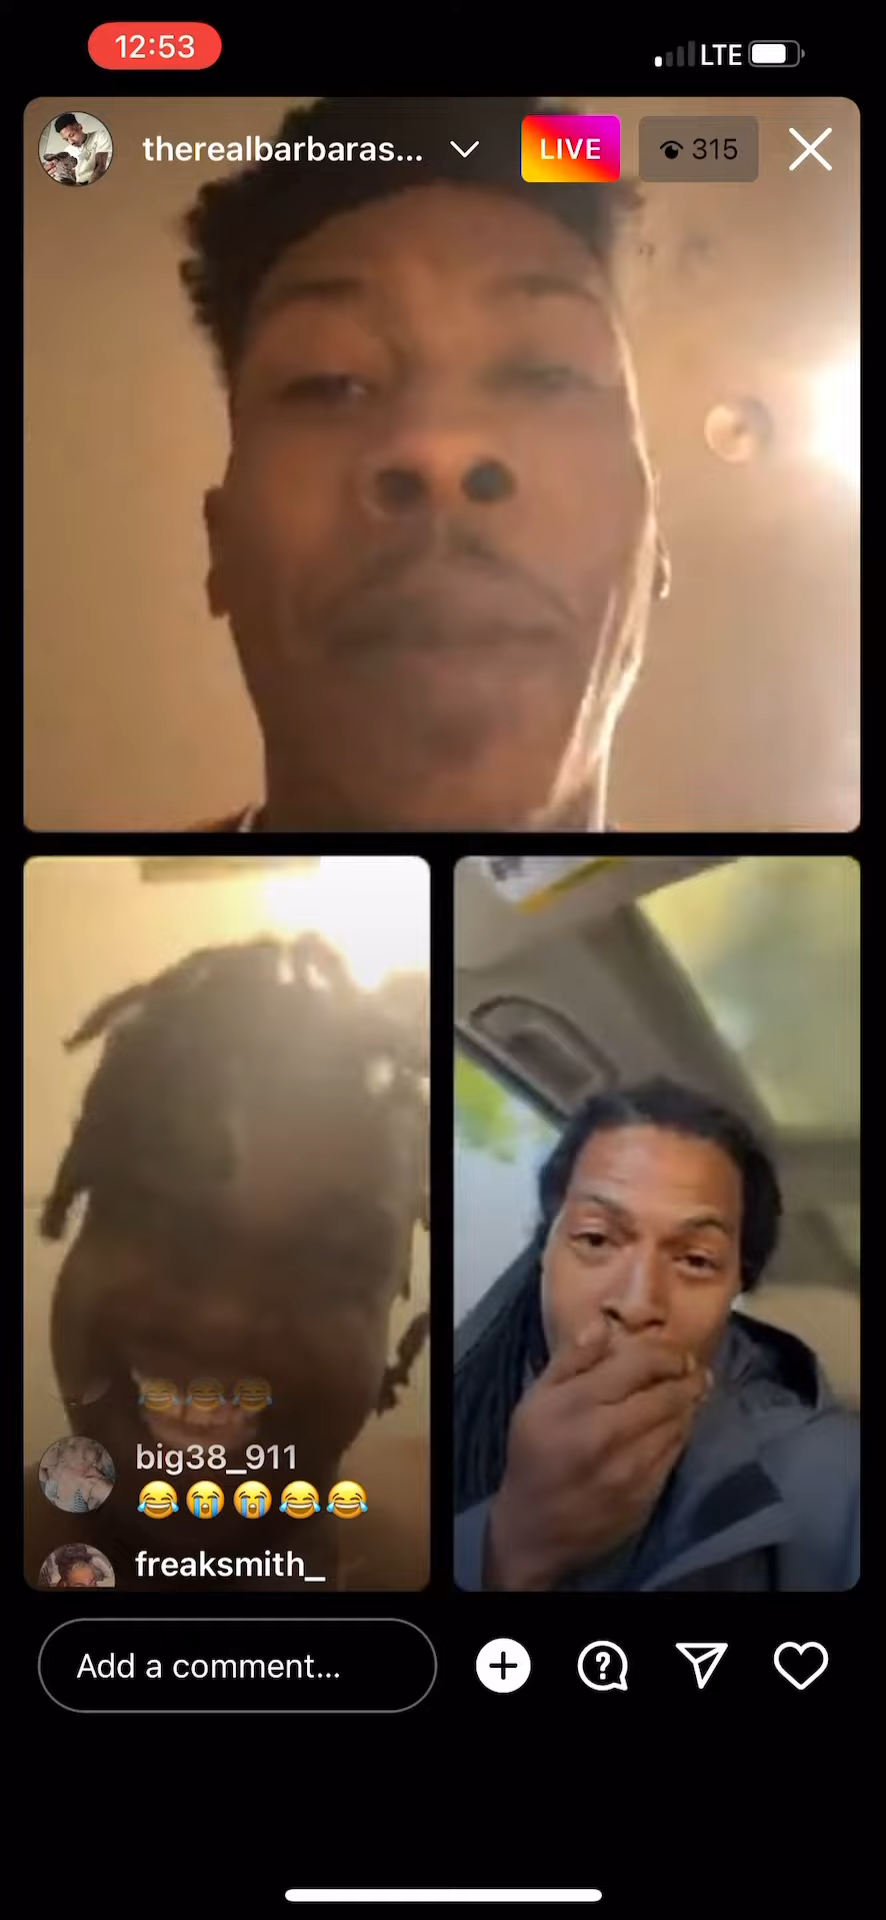 12:53
LTE
therealbarbaras...
LIVE
315
😂😂😂
big38_911
😂😭😭😂😂
freaksmith_
Add a comment...